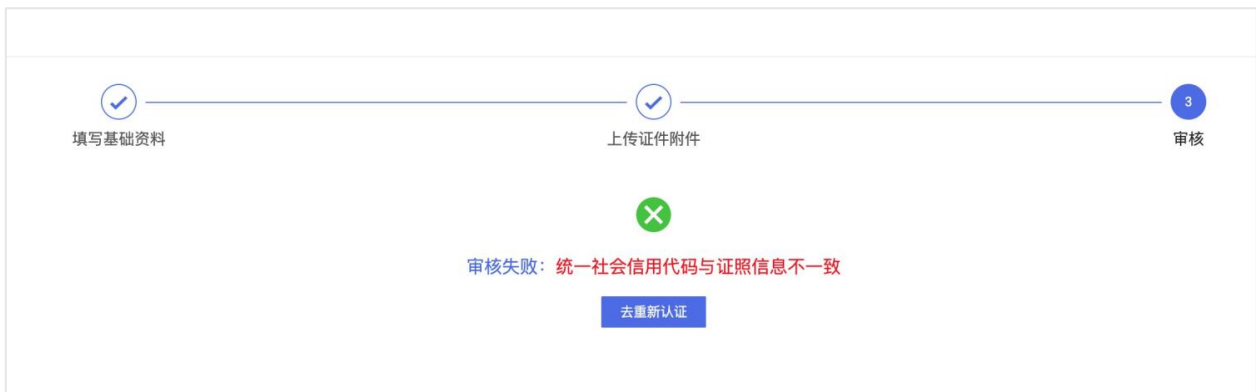 填写基础资料
上传证件附件
3
审核
审核失败：统一社会信用代码与证照信息不一致
去重新认证